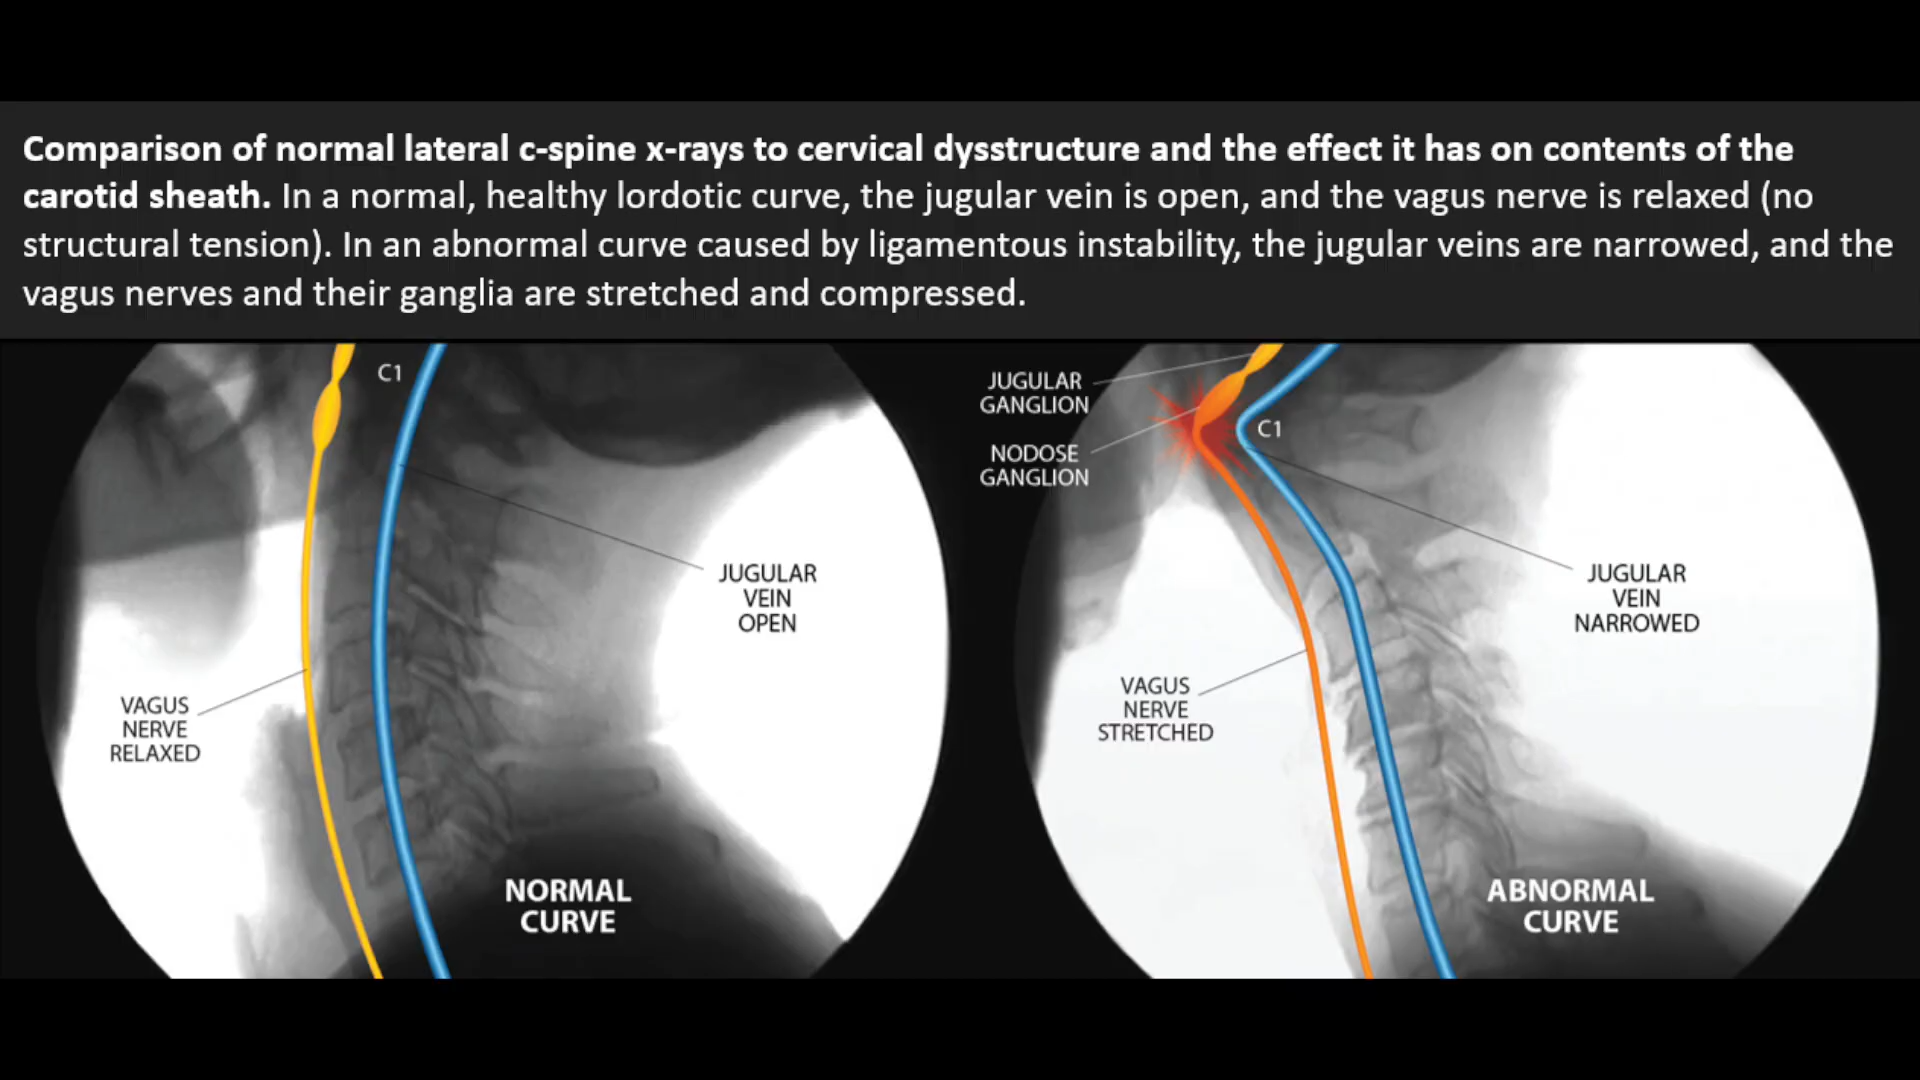 Comparison of normal lateral c-spine x-rays to cervical dysstructure and the effect it has on contents of the
carotid sheath. In a normal, healthy lordotic curve, the jugular vein is open, and the vagus nerve is relaxed (no
structural tension). In an abnormal curve caused by ligamentous instability, the jugular veins are narrowed, and the
vagus nerves and their ganglia are stretched and compressed.
C1
JUGULAR
VEIN
OPEN
VAGUS
NERVE
RELAXED
NORMAL
CURVE
JUGULAR
GANGLION
NODOSE
GANGLION
C1
JUGULAR
VEIN
NARROWED
VAGUS
NERVE
STRETCHED
ABNORMAL
CURVE